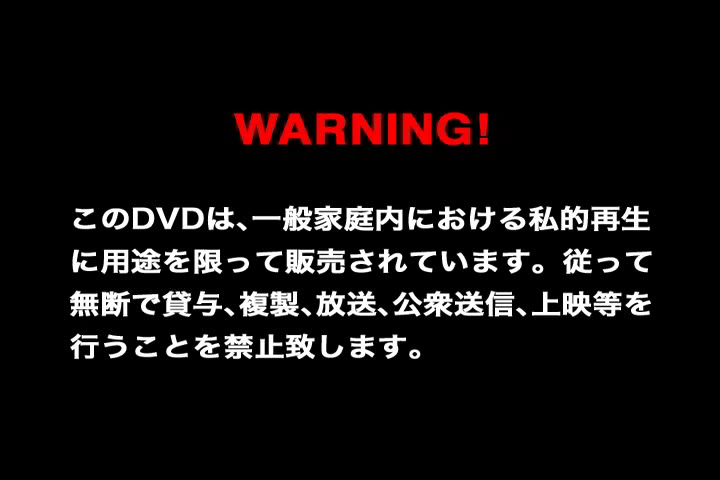 WARNING!
このDVDは、一般家庭内における私的再生
に用途を限って販売されています。従って
無断で貸与、複製、放送、公衆送信、上映等を
行うことを禁止致します。